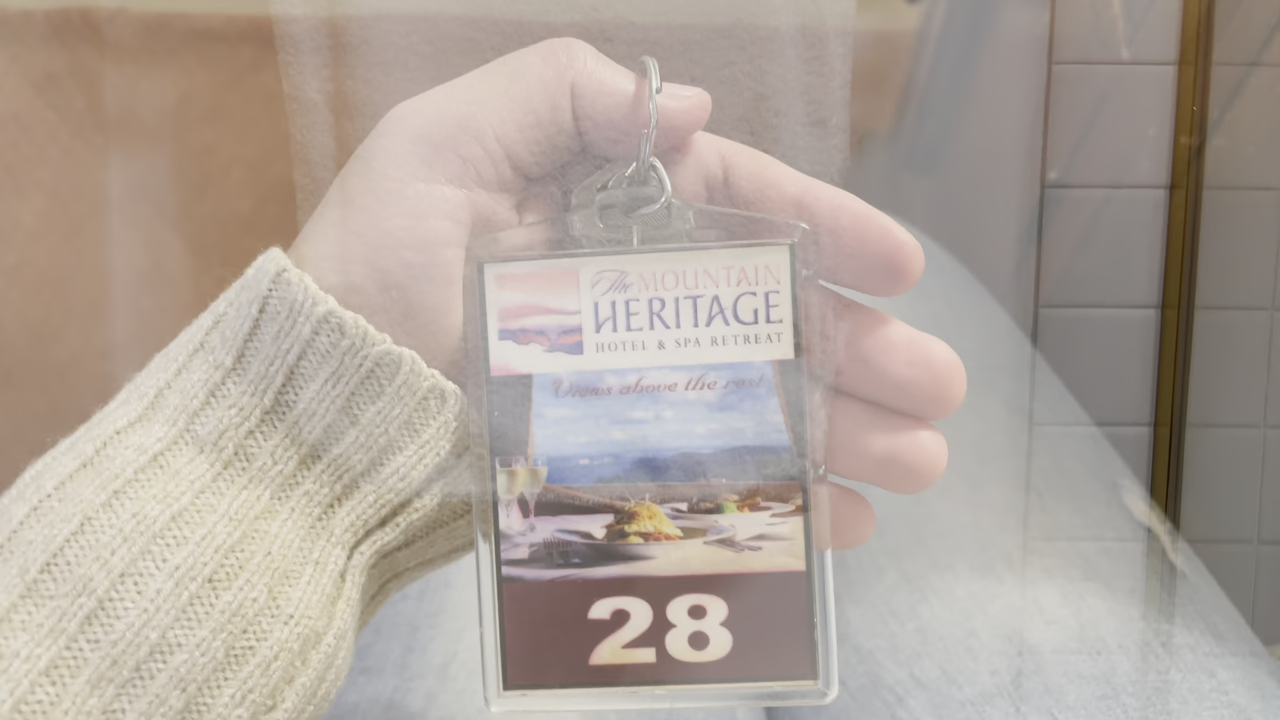 The MOUNTAIN
HERITAGE
HOTEL & SPA RETREAT
Views above the rest
28